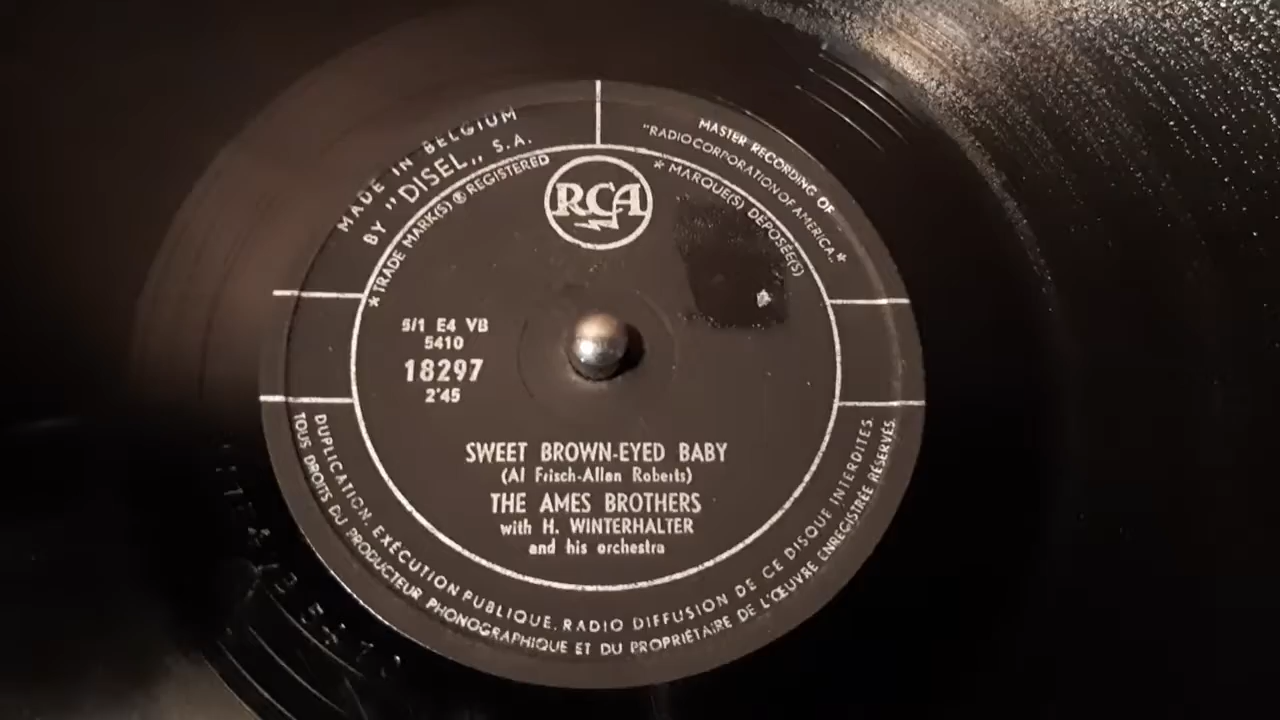 MADE IN BELGIUM
BY „DISEL„ S.A.
MASTER RECORDING OF
"RADIOCORPORATION OF AMERICA„*
*TRADE MARK(S) ® REGISTERED
* MARQUE(S) DÉPOSÉE(S)
RCA
5/1 E4 VB
5410
18297
2'45
SWEET BROWN-EYED BABY
(Al Frisch-Allan Roberts)
THE AMES BROTHERS
with H. WINTERHALTER
and his orchestra
DUPLICATION, EXÉCUTION PUBLIQUE, RADIO DIFFUSION DE CE DISQUE INTERDITES.
TOUS DROITS DU PRODUCTEUR PHONOGRAPHIQUE ET DU PROPRIÉTAIRE DE L'ŒUVRE ENREGISTRÉE RÉSERVÉS.